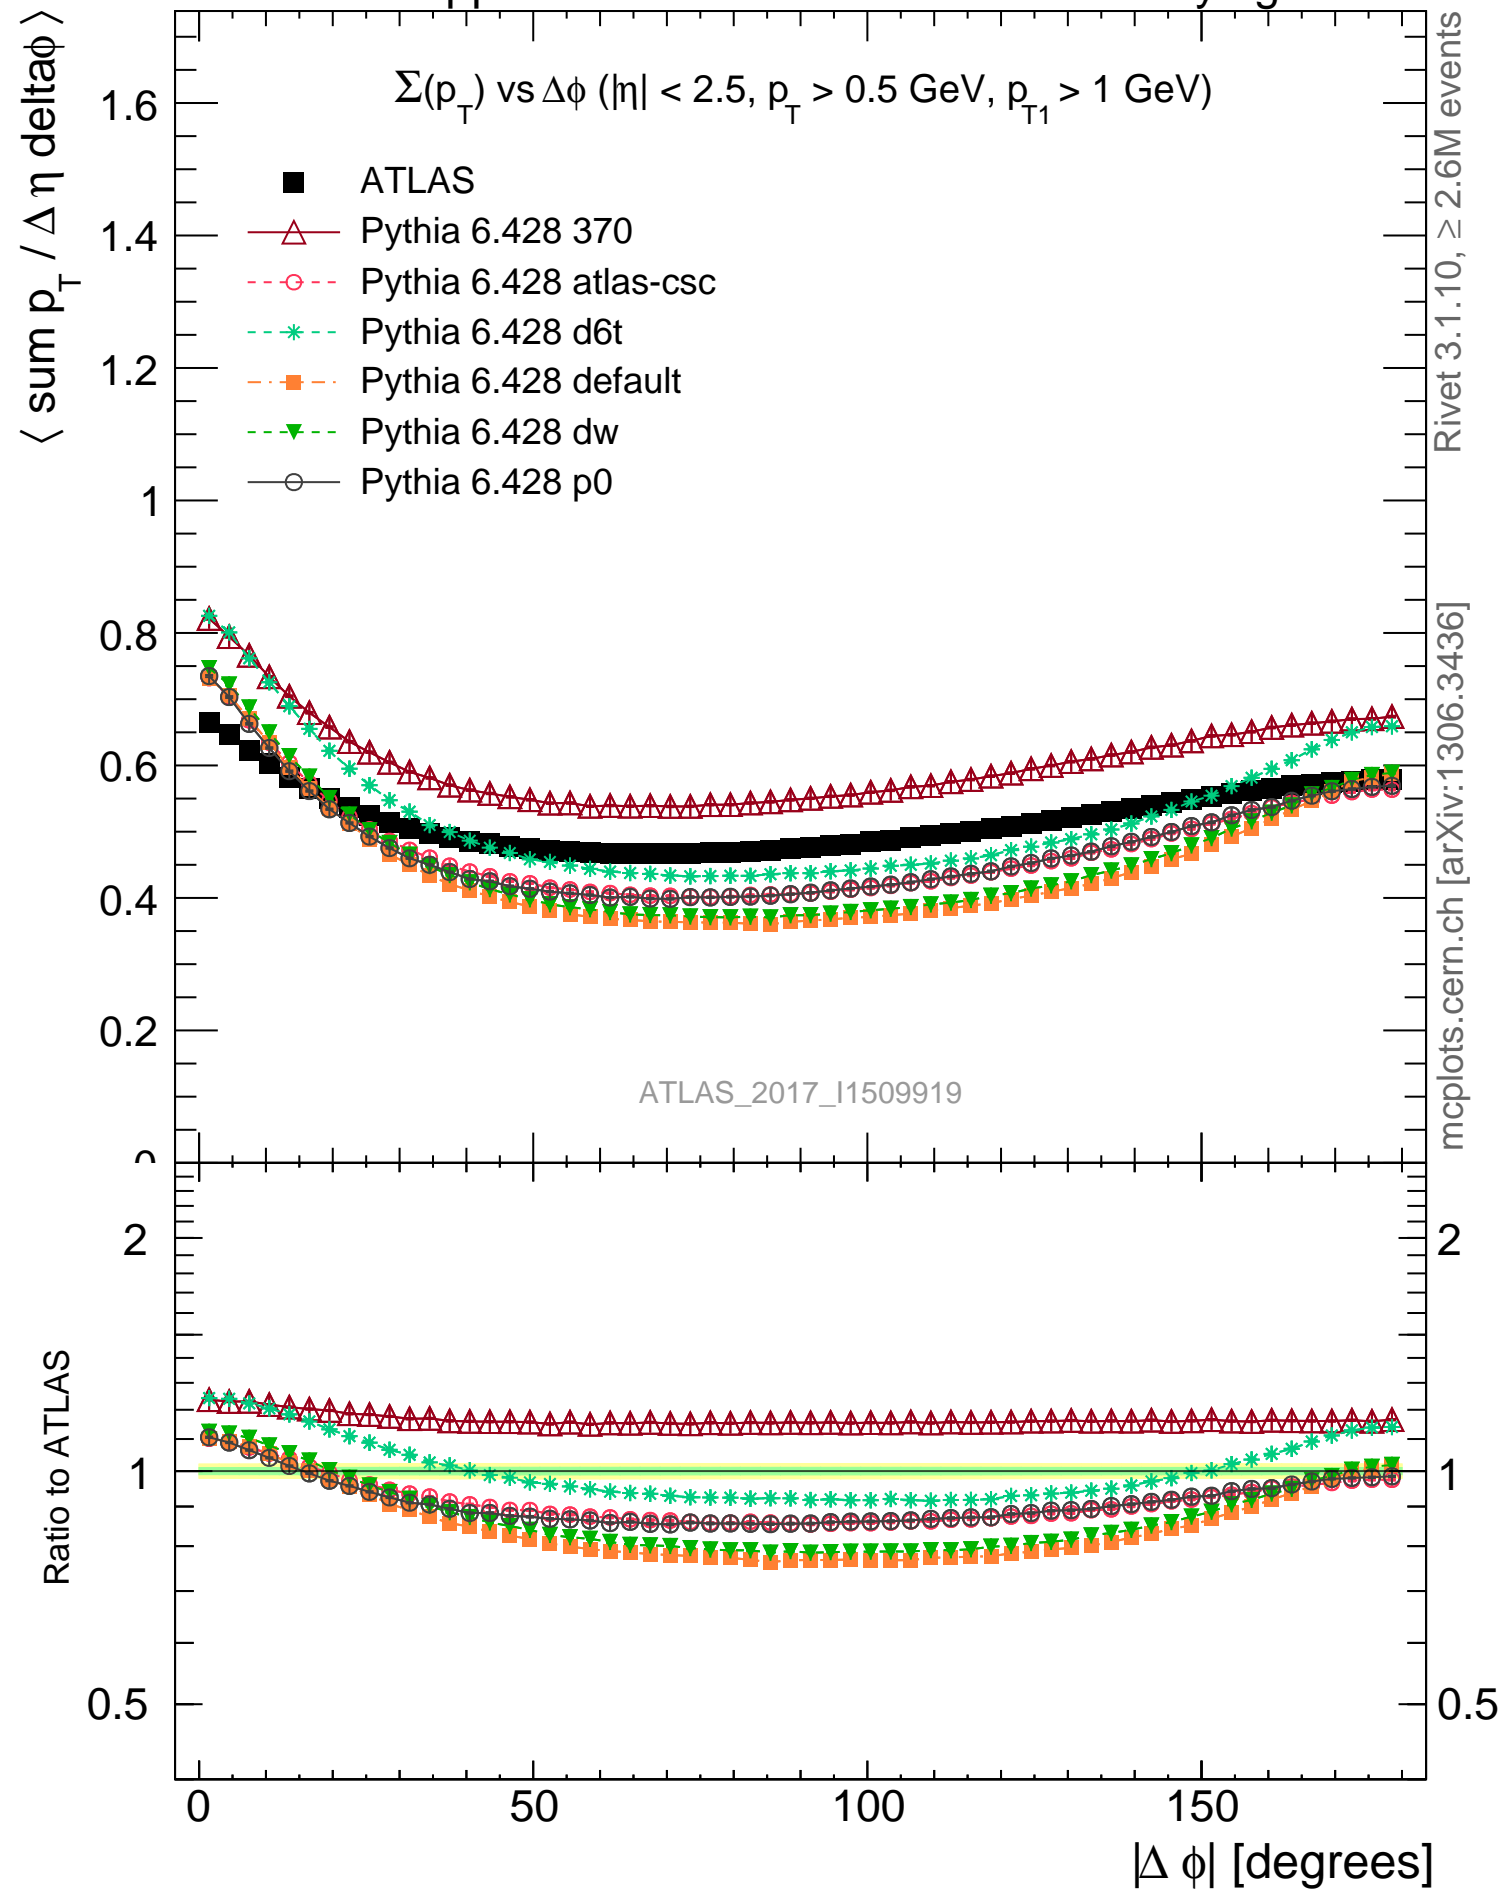 Σ(p_T) vs Δϕ (|η| < 2.5, p_T > 0.5 GeV, p_T1 > 1 GeV)
ATLAS
Pythia 6.428 370
Pythia 6.428 atlas-csc
Pythia 6.428 d6t
Pythia 6.428 default
Pythia 6.428 dw
Pythia 6.428 p0
⟨ sum p_T / Δη deltaϕ ⟩
1.6
1.4
1.2
1
0.8
0.6
0.4
0.2
0
ATLAS_2017_I1509919
Rivet 3.1.10, ≥ 2.6M events
mcplots.cern.ch [arXiv:1306.3436]
Ratio to ATLAS
2
1
0.5
2
1
0.5
0
50
100
150
|Δ ϕ| [degrees]